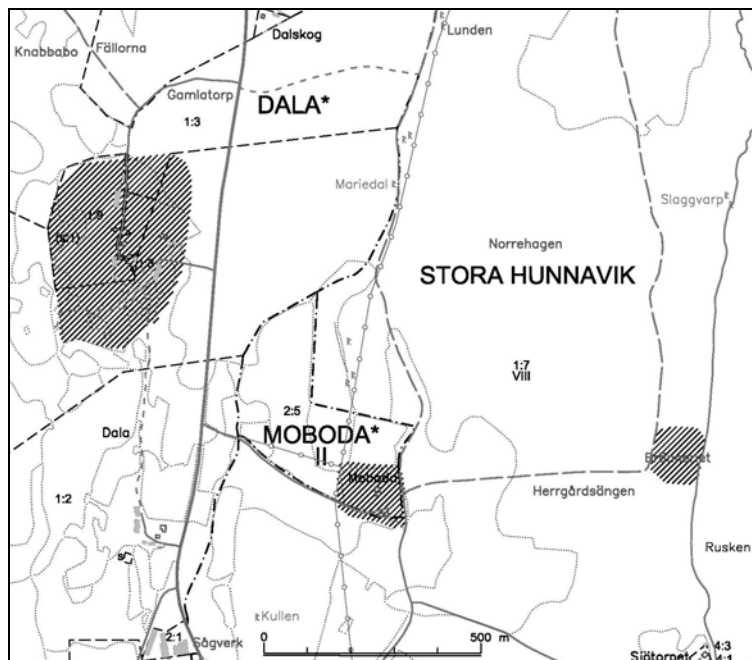 Dalskog
Lunden
Knabbabo
Fällorna
Gamlatorp
DALA*
1:3
Mariedal
Slaggvarp
1:9
Norrehagen
1:3
STORA HUNNAVIK
1:7
VIII
2:5
MOBODA*
II
Dala
Moboda
1:2
Herrgårdsängen
Rusken
S
Kullen
0 500 m
2:1
Sågverk
Sjötorpet
4:3
4:1